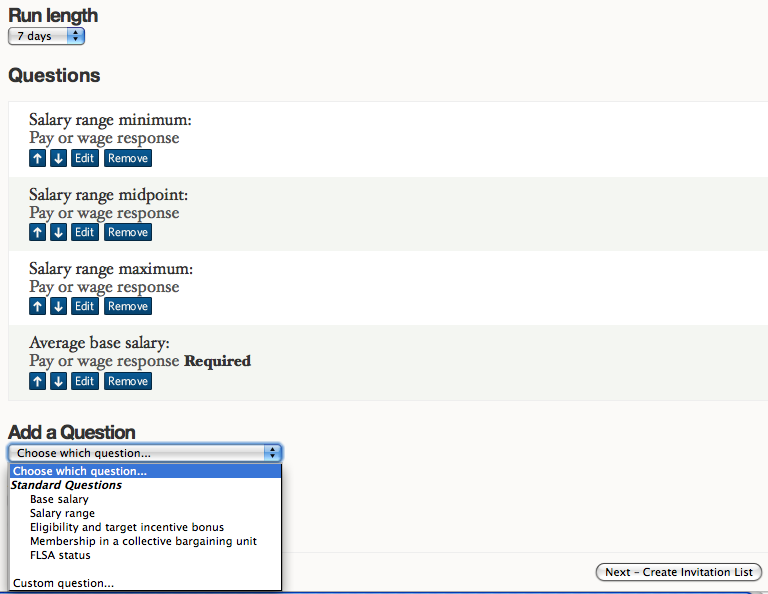 Run length
7 days
Questions
Salary range minimum:
Pay or wage response
↑ ↓ Edit Remove
Salary range midpoint:
Pay or wage response
↑ ↓ Edit Remove
Salary range maximum:
Pay or wage response
↑ ↓ Edit Remove
Average base salary:
Pay or wage response Required
↑ ↓ Edit Remove
Add a Question
Choose which question...
Choose which question...
Standard Questions
Base salary
Salary range
Eligibility and target incentive bonus
Membership in a collective bargaining unit
FLSA status
Custom question...
Next - Create Invitation List